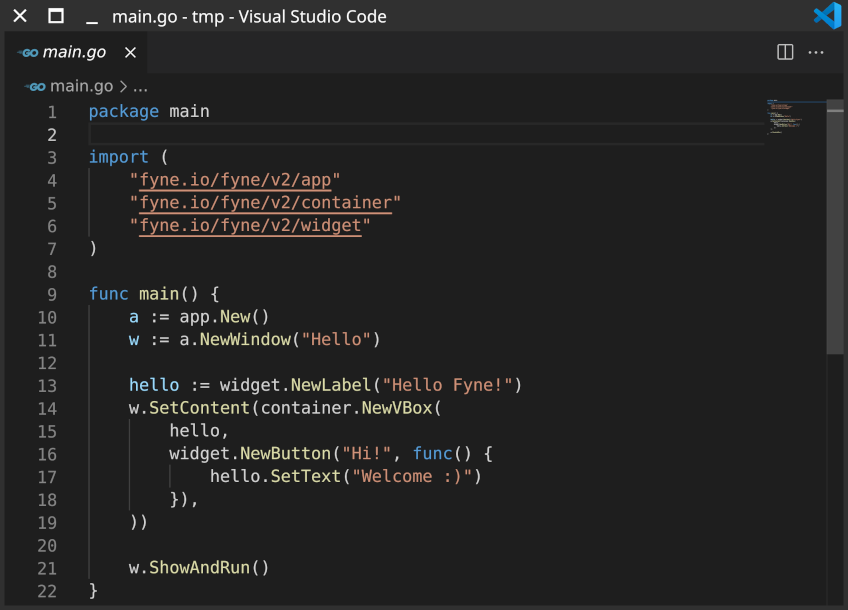 main.go - tmp - Visual Studio Code
GO main.go
GO main.go > ...
1 package main
2
3 import (
4     "fyne.io/fyne/v2/app"
5     "fyne.io/fyne/v2/container"
6     "fyne.io/fyne/v2/widget"
7 )
8
9 func main() {
10     a := app.New()
11     w := a.NewWindow("Hello")
12
13     hello := widget.NewLabel("Hello Fyne!")
14     w.SetContent(container.NewVBox(
15         hello,
16         widget.NewButton("Hi!", func() {
17             hello.SetText("Welcome :)")
18         }),
19     ))
20
21     w.ShowAndRun()
22 }